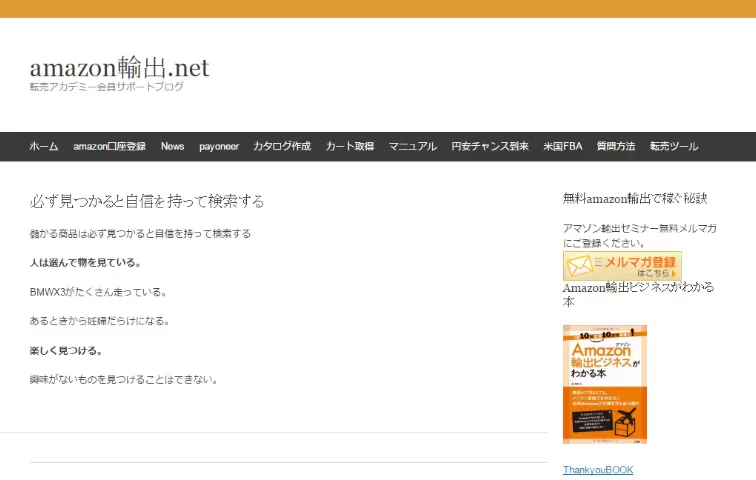 amazon輸出.net
転売アカデミー会員サポートブログ
ホーム amazon口座登録 News payoneer カタログ作成 カート取得 マニュアル 円安チャンス到来 米国FBA 質問方法 転売ツール
必ず見つかると自信を持って検索する
儲かる商品は必ず見つかると自信を持って検索する
人は選んで物を見ている。
BMWX3がたくさん走っている。
あるときから妊婦だらけになる。
楽しく見つける。
興味がないものを見つけることはできない。
無料amazon輸出で稼ぐ秘訣
アマゾン輸出セミナー無料メルマガ
にご登録ください。
メルマガ登録
はこちら
Amazon輸出ビジネスがわかる
本
アマゾン
Amazon
輸出ビジネスが
わかる本
ThankyouBOOK